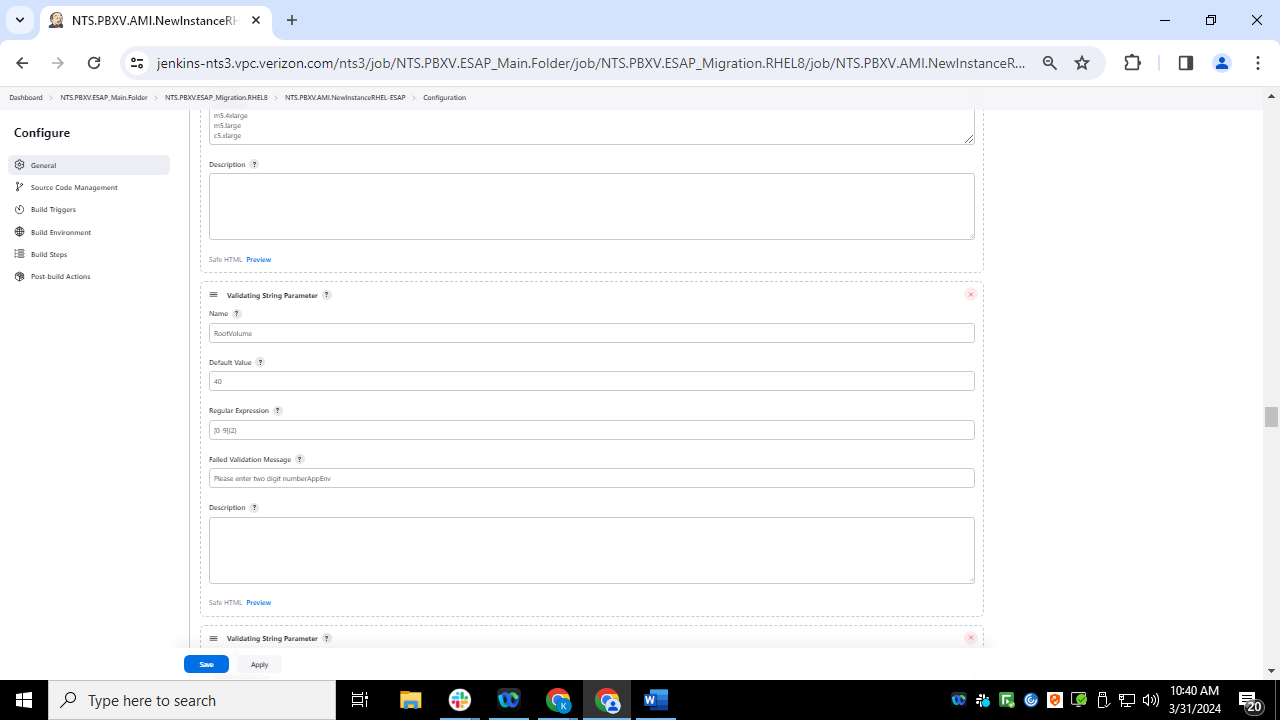 NTS.PBXV.AMI.NewInstanceRH
jenkins-nts3.vpc.verizon.com/nts3/job/NTS.PBXV.ESAP_Main.Folder/job/NTS.PBXV.ESAP_Migration.RHEL8/job/NTS.PBXV.AMI.NewInstanceR...
Dashboard > NTS.PBXV.ESAP_Main.Folder > NTS.PBXV.ESAP_Migration.RHEL8 > NTS.PBXV.AMI.NewInstanceRHEL-ESAP > Configuration
Configure
General
Source Code Management
Build Triggers
Build Environment
Build Steps
Post-build Actions
m5.4xlarge
m5.large
c5.xlarge
Description ?
Safe HTML Preview
Validating String Parameter ?
Name ?
RootVolume
Default Value ?
40
Regular Expression ?
[0-9]{2}
Failed Validation Message ?
Please enter two digit numberAppEnv
Description ?
Safe HTML Preview
Validating String Parameter ?
Save Apply
Type here to search
10:40 AM
3/31/2024
20